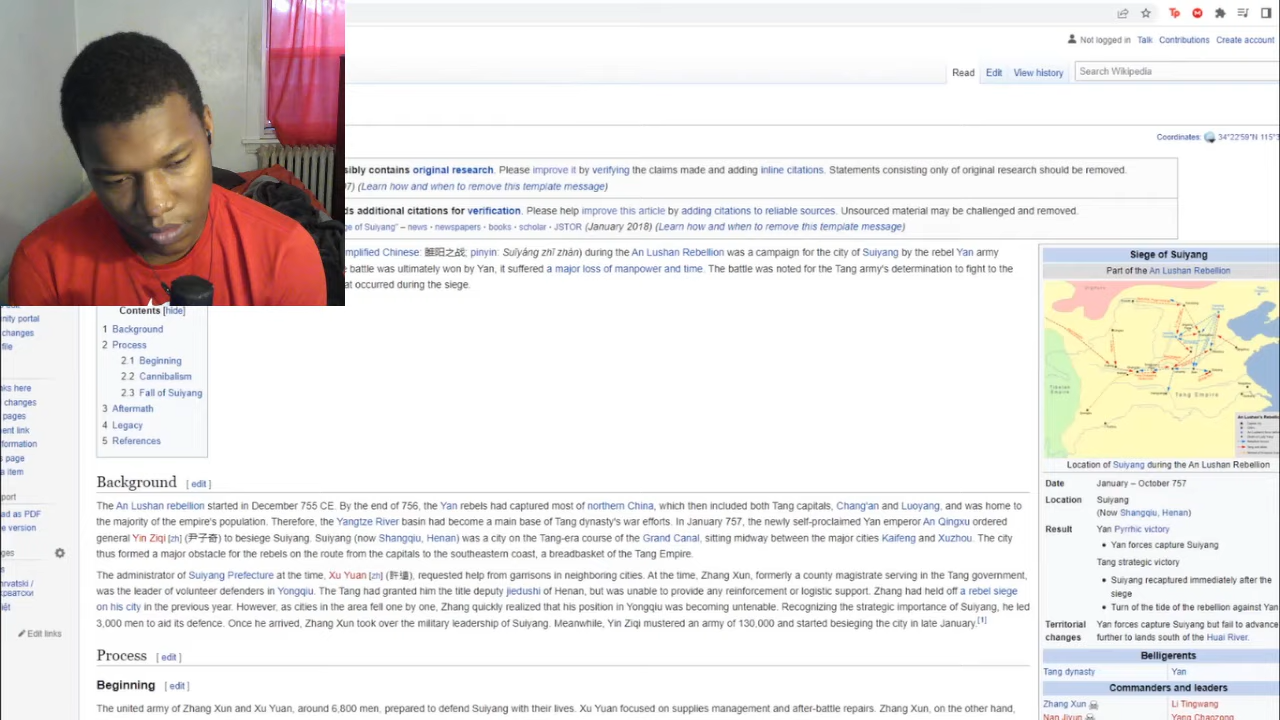 Not logged in Talk Contributions Create account
Read Edit View history Search Wikipedia
Coordinates: 34°22′59″N 115°3
sibly contains original research. Please improve it by verifying the claims made and adding inline citations. Statements consisting only of original research should be removed.
7) (Learn how and when to remove this template message)
ds additional citations for verification. Please help improve this article by adding citations to reliable sources. Unsourced material may be challenged and removed.
ge of Suiyang" – news · newspapers · books · scholar · JSTOR (January 2018) (Learn how and when to remove this template message)
mplified Chinese: 睢阳之战; pinyin: Suīyáng zhī zhàn) during the An Lushan Rebellion was a campaign for the city of Suiyang by the rebel Yan army
e battle was ultimately won by Yan, it suffered a major loss of manpower and time. The battle was noted for the Tang army's determination to fight to the
at occurred during the siege.
Contents [hide]
1 Background
2 Process
2.1 Beginning
2.2 Cannibalism
2.3 Fall of Suiyang
3 Aftermath
4 Legacy
5 References
nity portal
changes
file
nks here
changes
pages
ent link
formation
s page
a item
port
ad as PDF
e version
ges
hrvatski /
рватски
Edit links
Background [ edit ]
The An Lushan rebellion started in December 755 CE. By the end of 756, the Yan rebels had captured most of northern China, which then included both Tang capitals, Chang'an and Luoyang, and was home to
the majority of the empire's population. Therefore, the Yangtze River basin had become a main base of Tang dynasty's war efforts. In January 757, the newly self-proclaimed Yan emperor An Qingxu ordered
general Yin Ziqi [zh] (尹子奇) to besiege Suiyang. Suiyang (now Shangqiu, Henan) was a city on the Tang-era course of the Grand Canal, sitting midway between the major cities Kaifeng and Xuzhou. The city
thus formed a major obstacle for the rebels on the route from the capitals to the southeastern coast, a breadbasket of the Tang Empire.
The administrator of Suiyang Prefecture at the time, Xu Yuan [zh] (許遠), requested help from garrisons in neighboring cities. At the time, Zhang Xun, formerly a county magistrate serving in the Tang government,
was the leader of volunteer defenders in Yongqiu. The Tang had granted him the title deputy jiedushi of Henan, but was unable to provide any reinforcement or logistic support. Zhang had held off a rebel siege
on his city in the previous year. However, as cities in the area fell one by one, Zhang quickly realized that his position in Yongqiu was becoming untenable. Recognizing the strategic importance of Suiyang, he led
3,000 men to aid its defence. Once he arrived, Zhang Xun took over the military leadership of Suiyang. Meanwhile, Yin Ziqi mustered an army of 130,000 and started besieging the city in late January.[1]
Process [ edit ]
Beginning [ edit ]
The united army of Zhang Xun and Xu Yuan, around 6,800 men, prepared to defend Suiyang with their lives. Xu Yuan focused on supplies management and after-battle repairs. Zhang Xun, on the other hand,
Siege of Suiyang
Part of the An Lushan Rebellion
Tang Empire
Location of Suiyang during the An Lushan Rebellion
Date January – October 757
Location Suiyang
(Now Shangqiu, Henan)
Result Yan Pyrrhic victory
• Yan forces capture Suiyang
Tang strategic victory
• Suiyang recaptured immediately after the
siege
• Turn of the tide of the rebellion against Yan
Territorial changes Yan forces capture Suiyang but fail to advance
further to lands south of the Huai River.
Belligerents
Tang dynasty Yan
Commanders and leaders
Zhang Xun Li Tingwang
Nan Jiyun Yang Chaozong